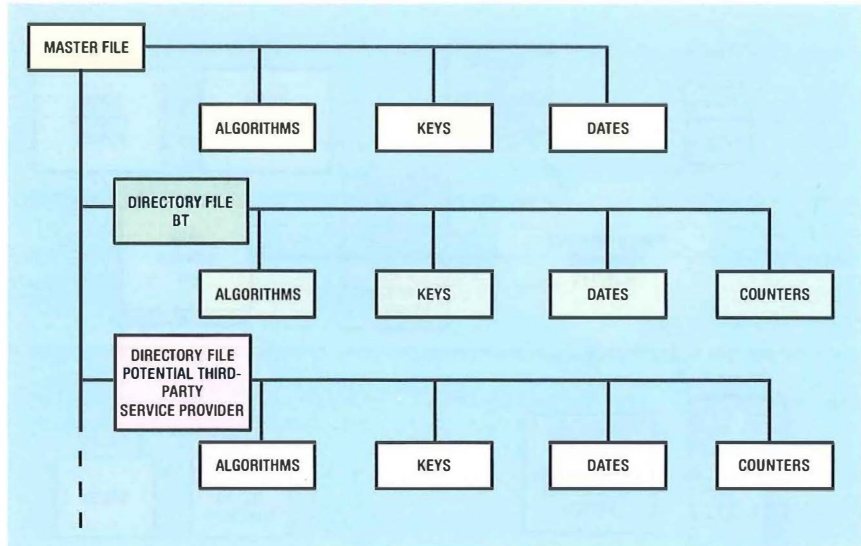 MASTER FILE
ALGORITHMS
KEYS
DATES
DIRECTORY FILE
BT
ALGORITHMS
KEYS
DATES
COUNTERS
DIRECTORY FILE
POTENTIAL THIRD-
PARTY
SERVICE PROVIDER
ALGORITHMS
KEYS
DATES
COUNTERS